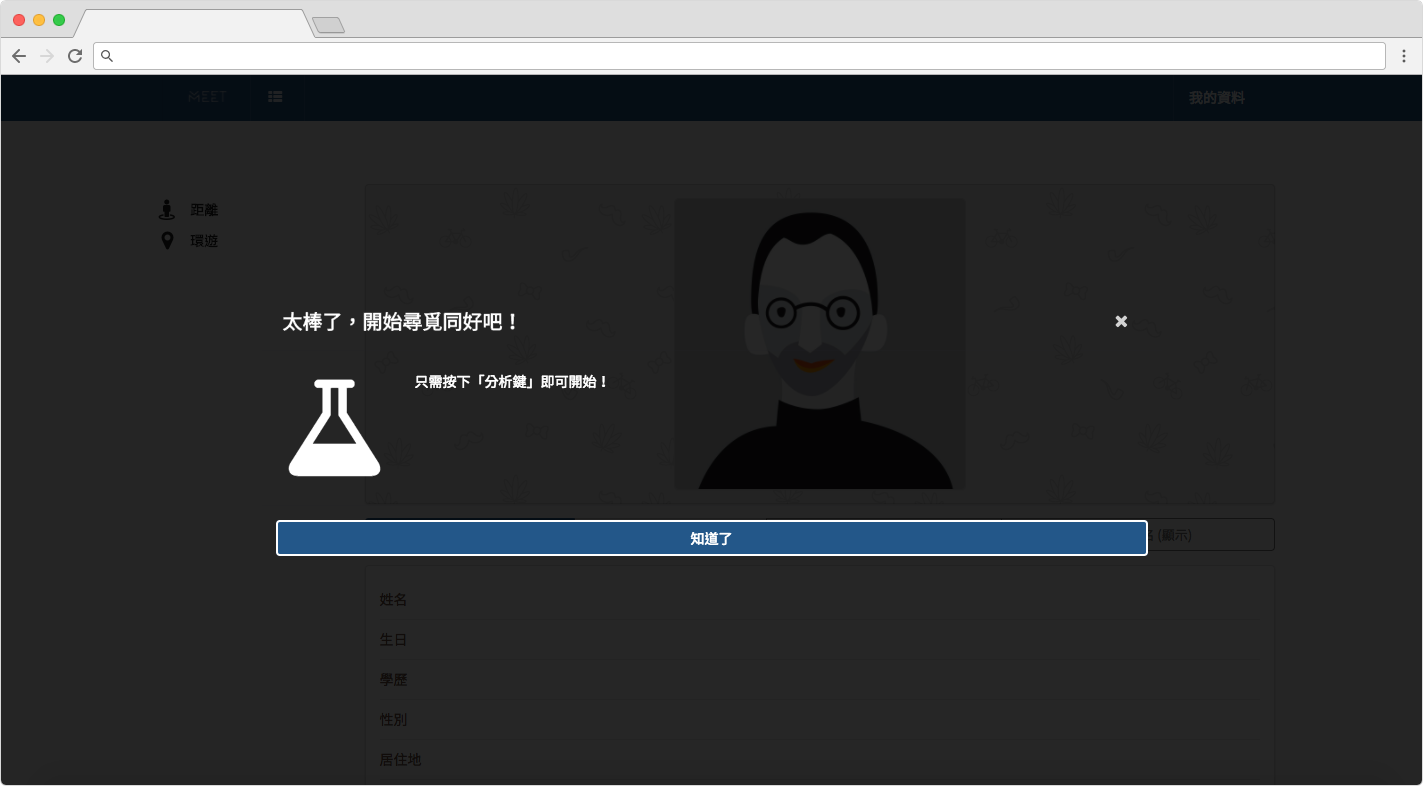 MEET
我的資料
距離
環遊
太棒了，開始尋覓同好吧！
只需按下「分析鍵」即可開始！
知道了
(顯示)
姓名
生日
學歷
性別
居住地